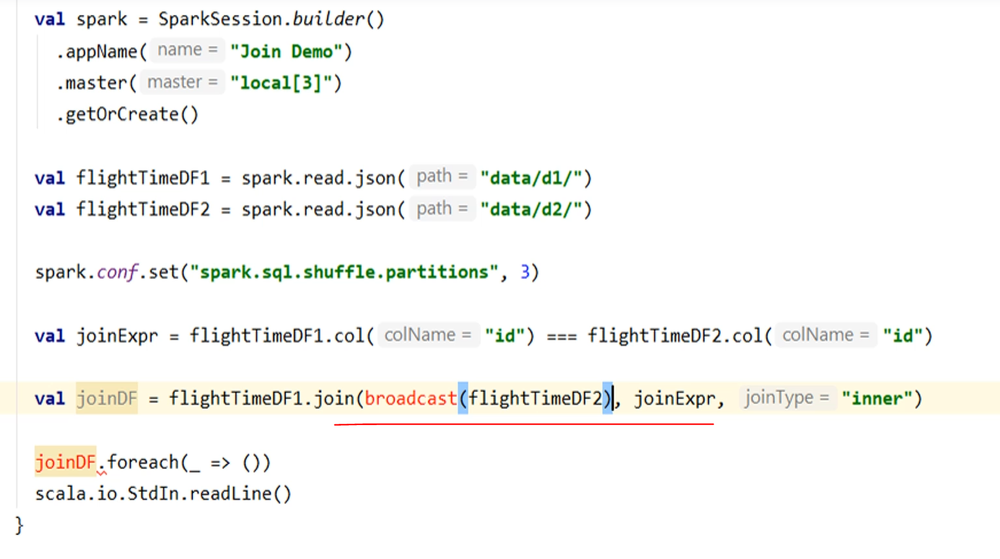 val spark = SparkSession.builder()
.appName( name = "Join Demo")
.master( master = "local[3]")
.getOrCreate()
val flightTimeDF1 = spark.read.json( path = "data/d1/")
val flightTimeDF2 = spark.read.json( path = "data/d2/")
spark.conf.set("spark.sql.shuffle.partitions", 3)
val joinExpr = flightTimeDF1.col( colName = "id") === flightTimeDF2.col( colName = "id")
val joinDF = flightTimeDF1.join(broadcast(flightTimeDF2), joinExpr, joinType = "inner")
joinDF.foreach(_ => ())
scala.io.StdIn.readLine()
}